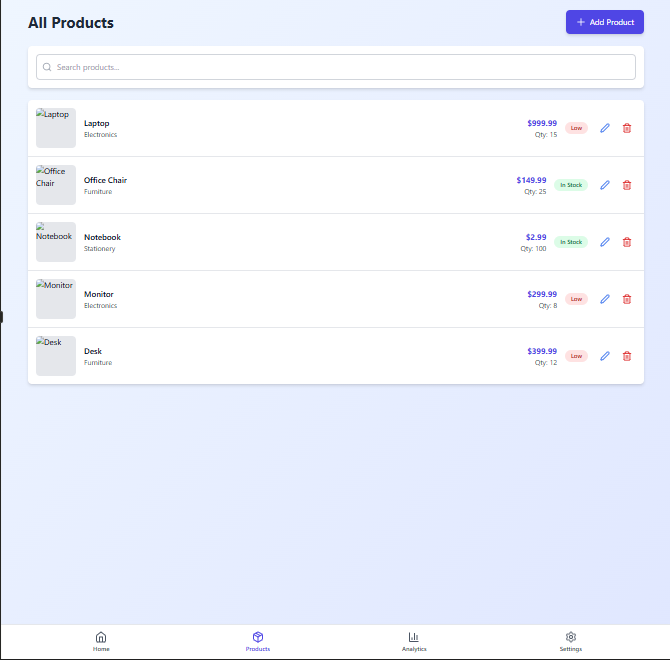 All Products
Add Product
Search products...
Laptop
Laptop
Electronics
$999.99
Qty: 15
Low
Office
Chair
Office Chair
Furniture
$149.99
Qty: 25
In Stock
Notebook
Notebook
Stationery
$2.99
Qty: 100
In Stock
Monitor
Monitor
Electronics
$299.99
Qty: 8
Low
Desk
Desk
Furniture
$399.99
Qty: 12
Low
Home
Products
Analytics
Settings